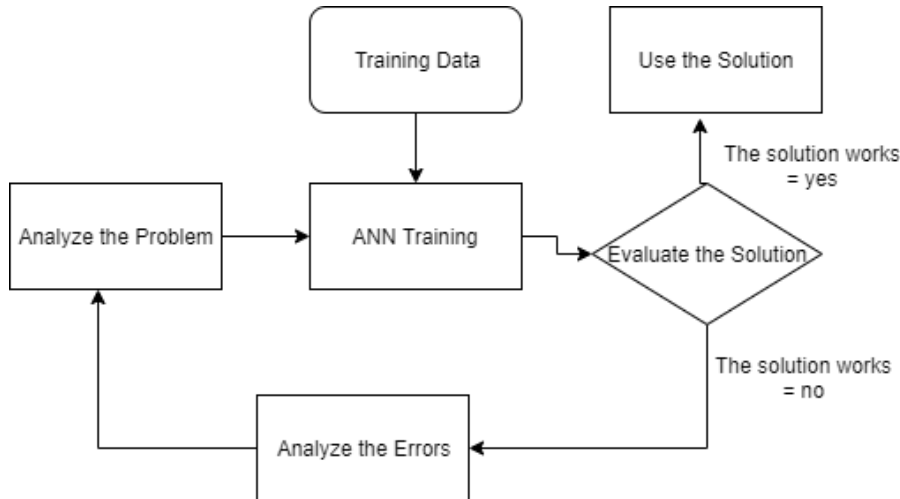 Training Data
Use the Solution
The solution works
= yes
Analyze the Problem
ANN Training
Evaluate the Solution
The solution works
= no
Analyze the Errors